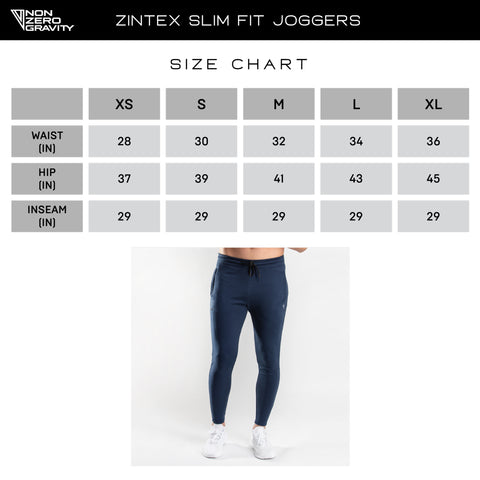 NON
ZERO
GRAVITY
ZINTEX SLIM FIT JOGGERS
SIZE CHART
XS S M L XL
WAIST
(IN) 28 30 32 34 36
HIP
(IN) 37 39 41 43 45
INSEAM
(IN) 29 29 29 29 29